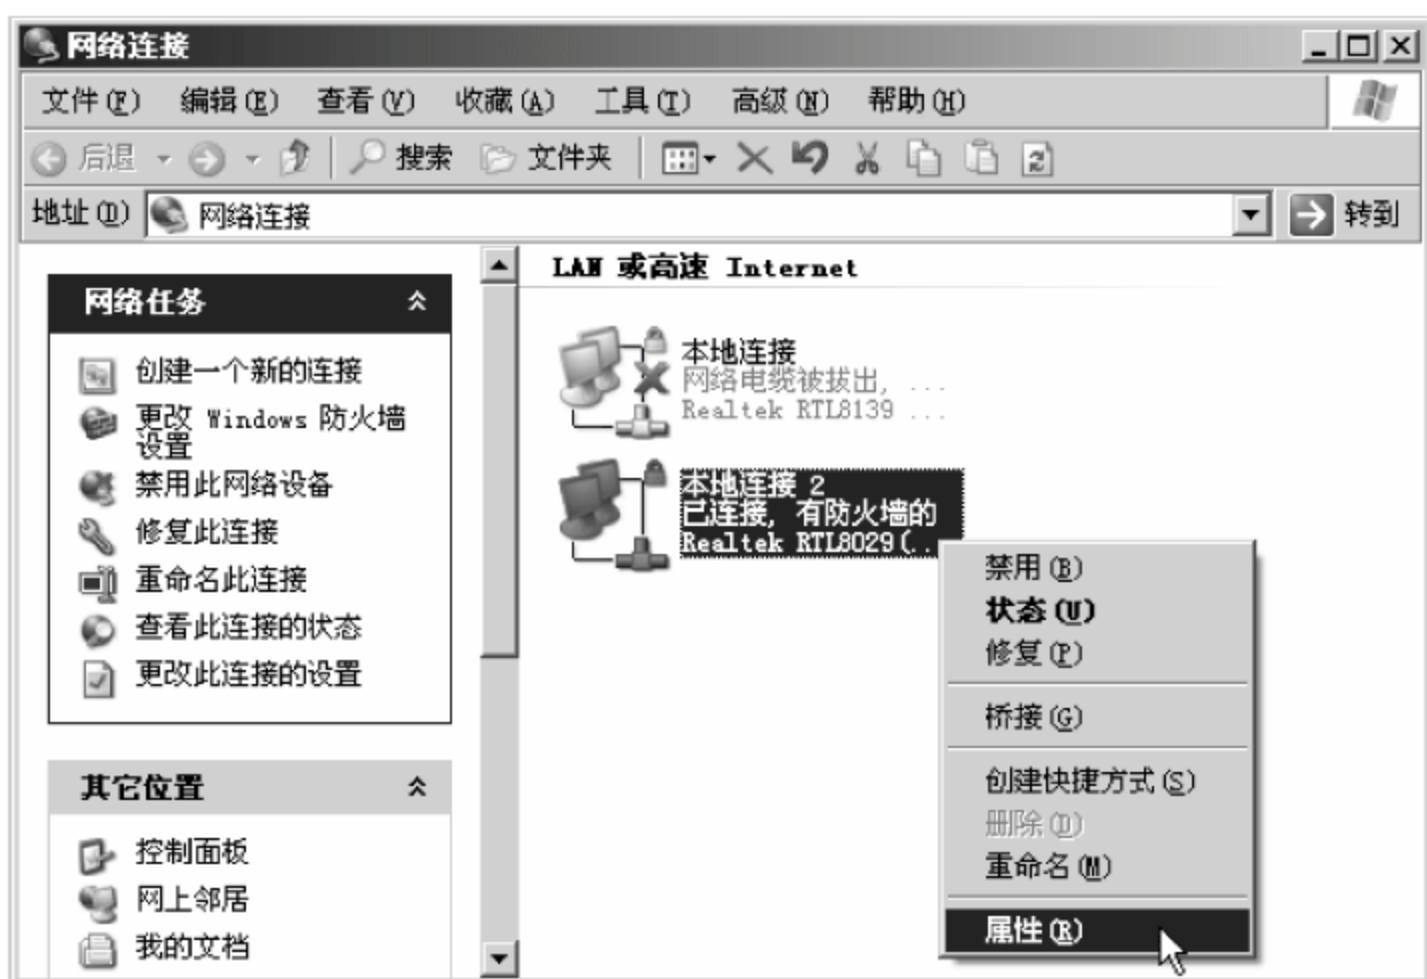 网络连接
文件(F) 编辑(E) 查看(V) 收藏(A) 工具(T) 高级(N) 帮助(H)
后退 搜索 文件夹
地址(D) 网络连接 转到
网络任务
创建一个新的连接
更改 Windows 防火墙
设置
禁用此网络设备
修复此连接
重命名此连接
查看此连接的状态
更改此连接的设置
其它位置
控制面板
网上邻居
我的文档
LAN 或高速 Internet
本地连接
网络电缆被拔出, ...
Realtek RTL8139 ...
本地连接 2
已连接, 有防火墙的
Realtek RTL8029(..
禁用(B)
状态(U)
修复(P)
桥接(G)
创建快捷方式(S)
删除(D)
重命名(M)
属性(R)